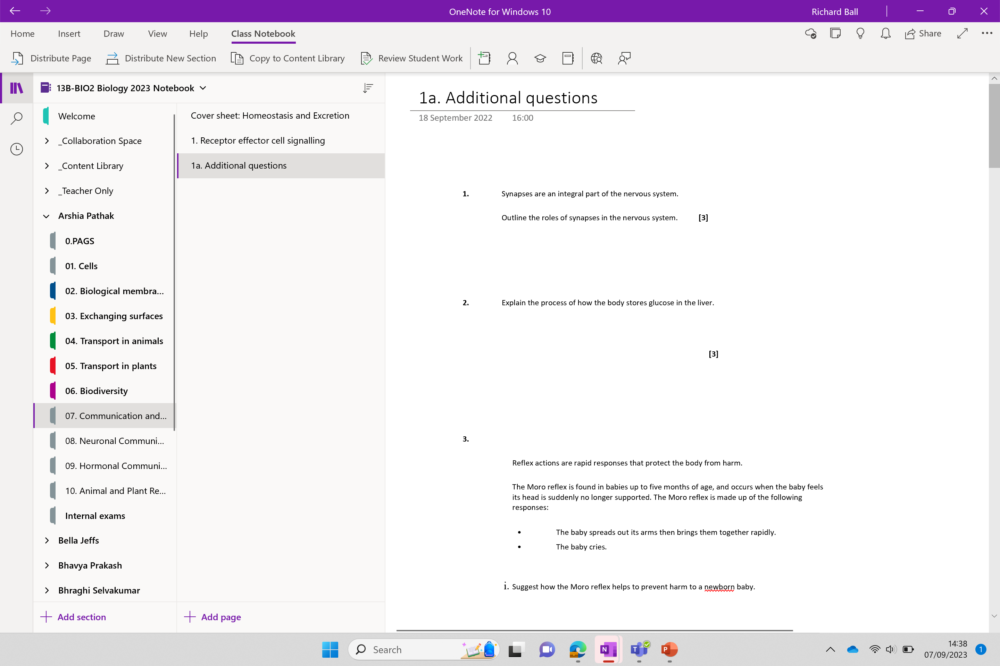 OneNote for Windows 10
Richard Ball
Home Insert Draw View Help Class Notebook
Share
Distribute Page Distribute New Section Copy to Content Library Review Student Work
13B-BIO2 Biology 2023 Notebook
Welcome
_Collaboration Space
_Content Library
_Teacher Only
Arshia Pathak
0.PAGS
01. Cells
02. Biological membra...
03. Exchanging surfaces
04. Transport in animals
05. Transport in plants
06. Biodiversity
07. Communication and...
08. Neuronal Communi...
09. Hormonal Communi...
10. Animal and Plant Re...
Internal exams
Bella Jeffs
Bhavya Prakash
Bhraghi Selvakumar
Add section
Cover sheet: Homeostasis and Excretion
1. Receptor effector cell signalling
1a. Additional questions
Add page
1a. Additional questions
18 September 2022 16:00
1. Synapses are an integral part of the nervous system.
Outline the roles of synapses in the nervous system. [3]
2. Explain the process of how the body stores glucose in the liver.
[3]
3.
Reflex actions are rapid responses that protect the body from harm.
The Moro reflex is found in babies up to five months of age, and occurs when the baby feels
its head is suddenly no longer supported. The Moro reflex is made up of the following
responses:
• The baby spreads out its arms then brings them together rapidly.
• The baby cries.
i. Suggest how the Moro reflex helps to prevent harm to a newborn baby.
Search
N
T
P
14:38
07/09/2023
1